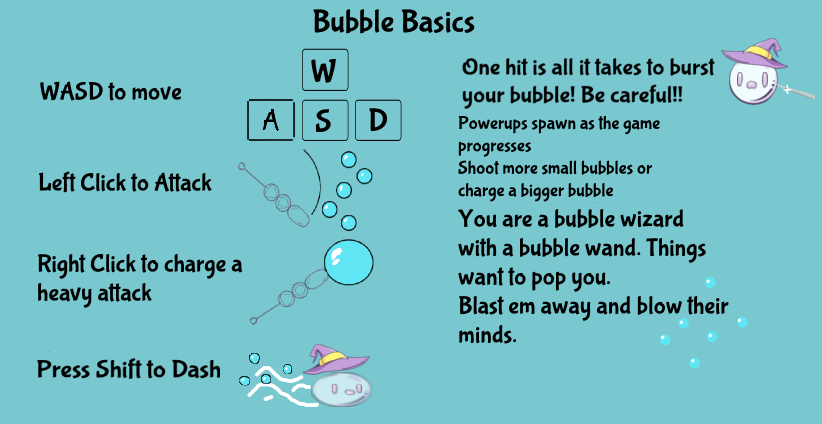 Bubble Basics
WASD to move
W
A S D
Left Click to Attack
Right Click to charge a
heavy attack
Press Shift to Dash
One hit is all it takes to burst
your bubble! Be careful!!
Powerups spawn as the game
progresses
Shoot more small bubbles or
charge a bigger bubble
You are a bubble wizard
with a bubble wand. Things
want to pop you.
Blast em away and blow their
minds.